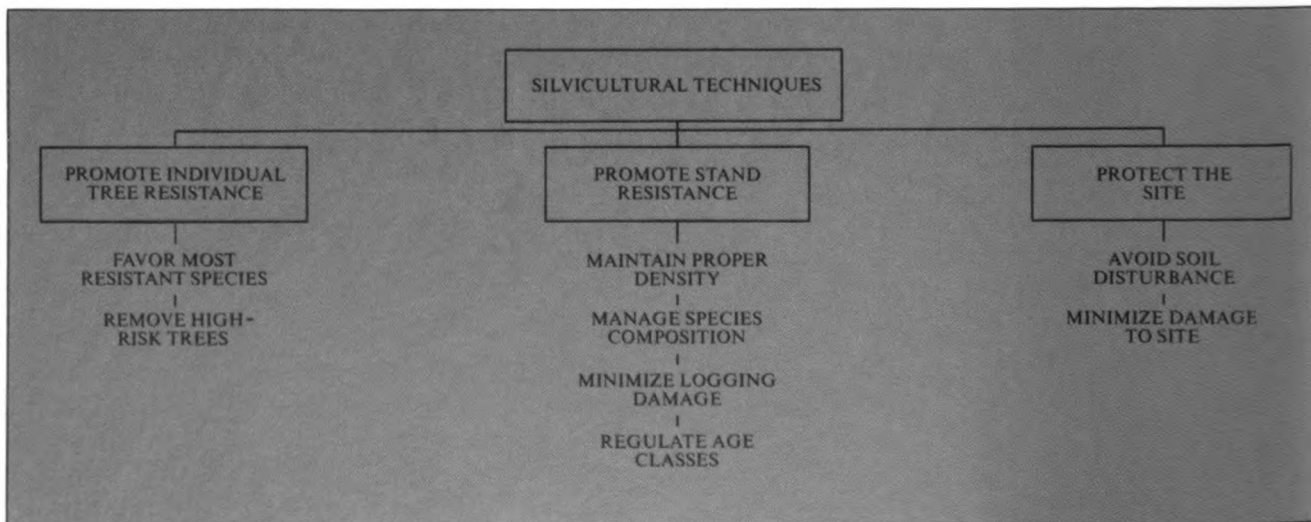 SILVICULTURAL TECHNIQUES
PROMOTE INDIVIDUAL
TREE RESISTANCE
FAVOR MOST
RESISTANT SPECIES
REMOVE HIGH-
RISK TREES
PROMOTE STAND
RESISTANCE
MAINTAIN PROPER
DENSITY
MANAGE SPECIES
COMPOSITION
MINIMIZE LOGGING
DAMAGE
REGULATE AGE
CLASSES
PROTECT THE
SITE
AVOID SOIL
DISTURBANCE
MINIMIZE DAMAGE
TO SITE